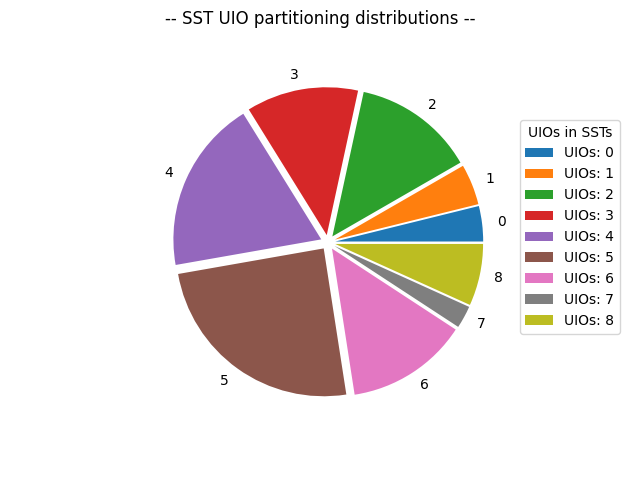 -- SST UIO partitioning distributions --
3
2
4
1
0
8
7
5
6
UIOs in SSTs
UIOs: 0
UIOs: 1
UIOs: 2
UIOs: 3
UIOs: 4
UIOs: 5
UIOs: 6
UIOs: 7
UIOs: 8